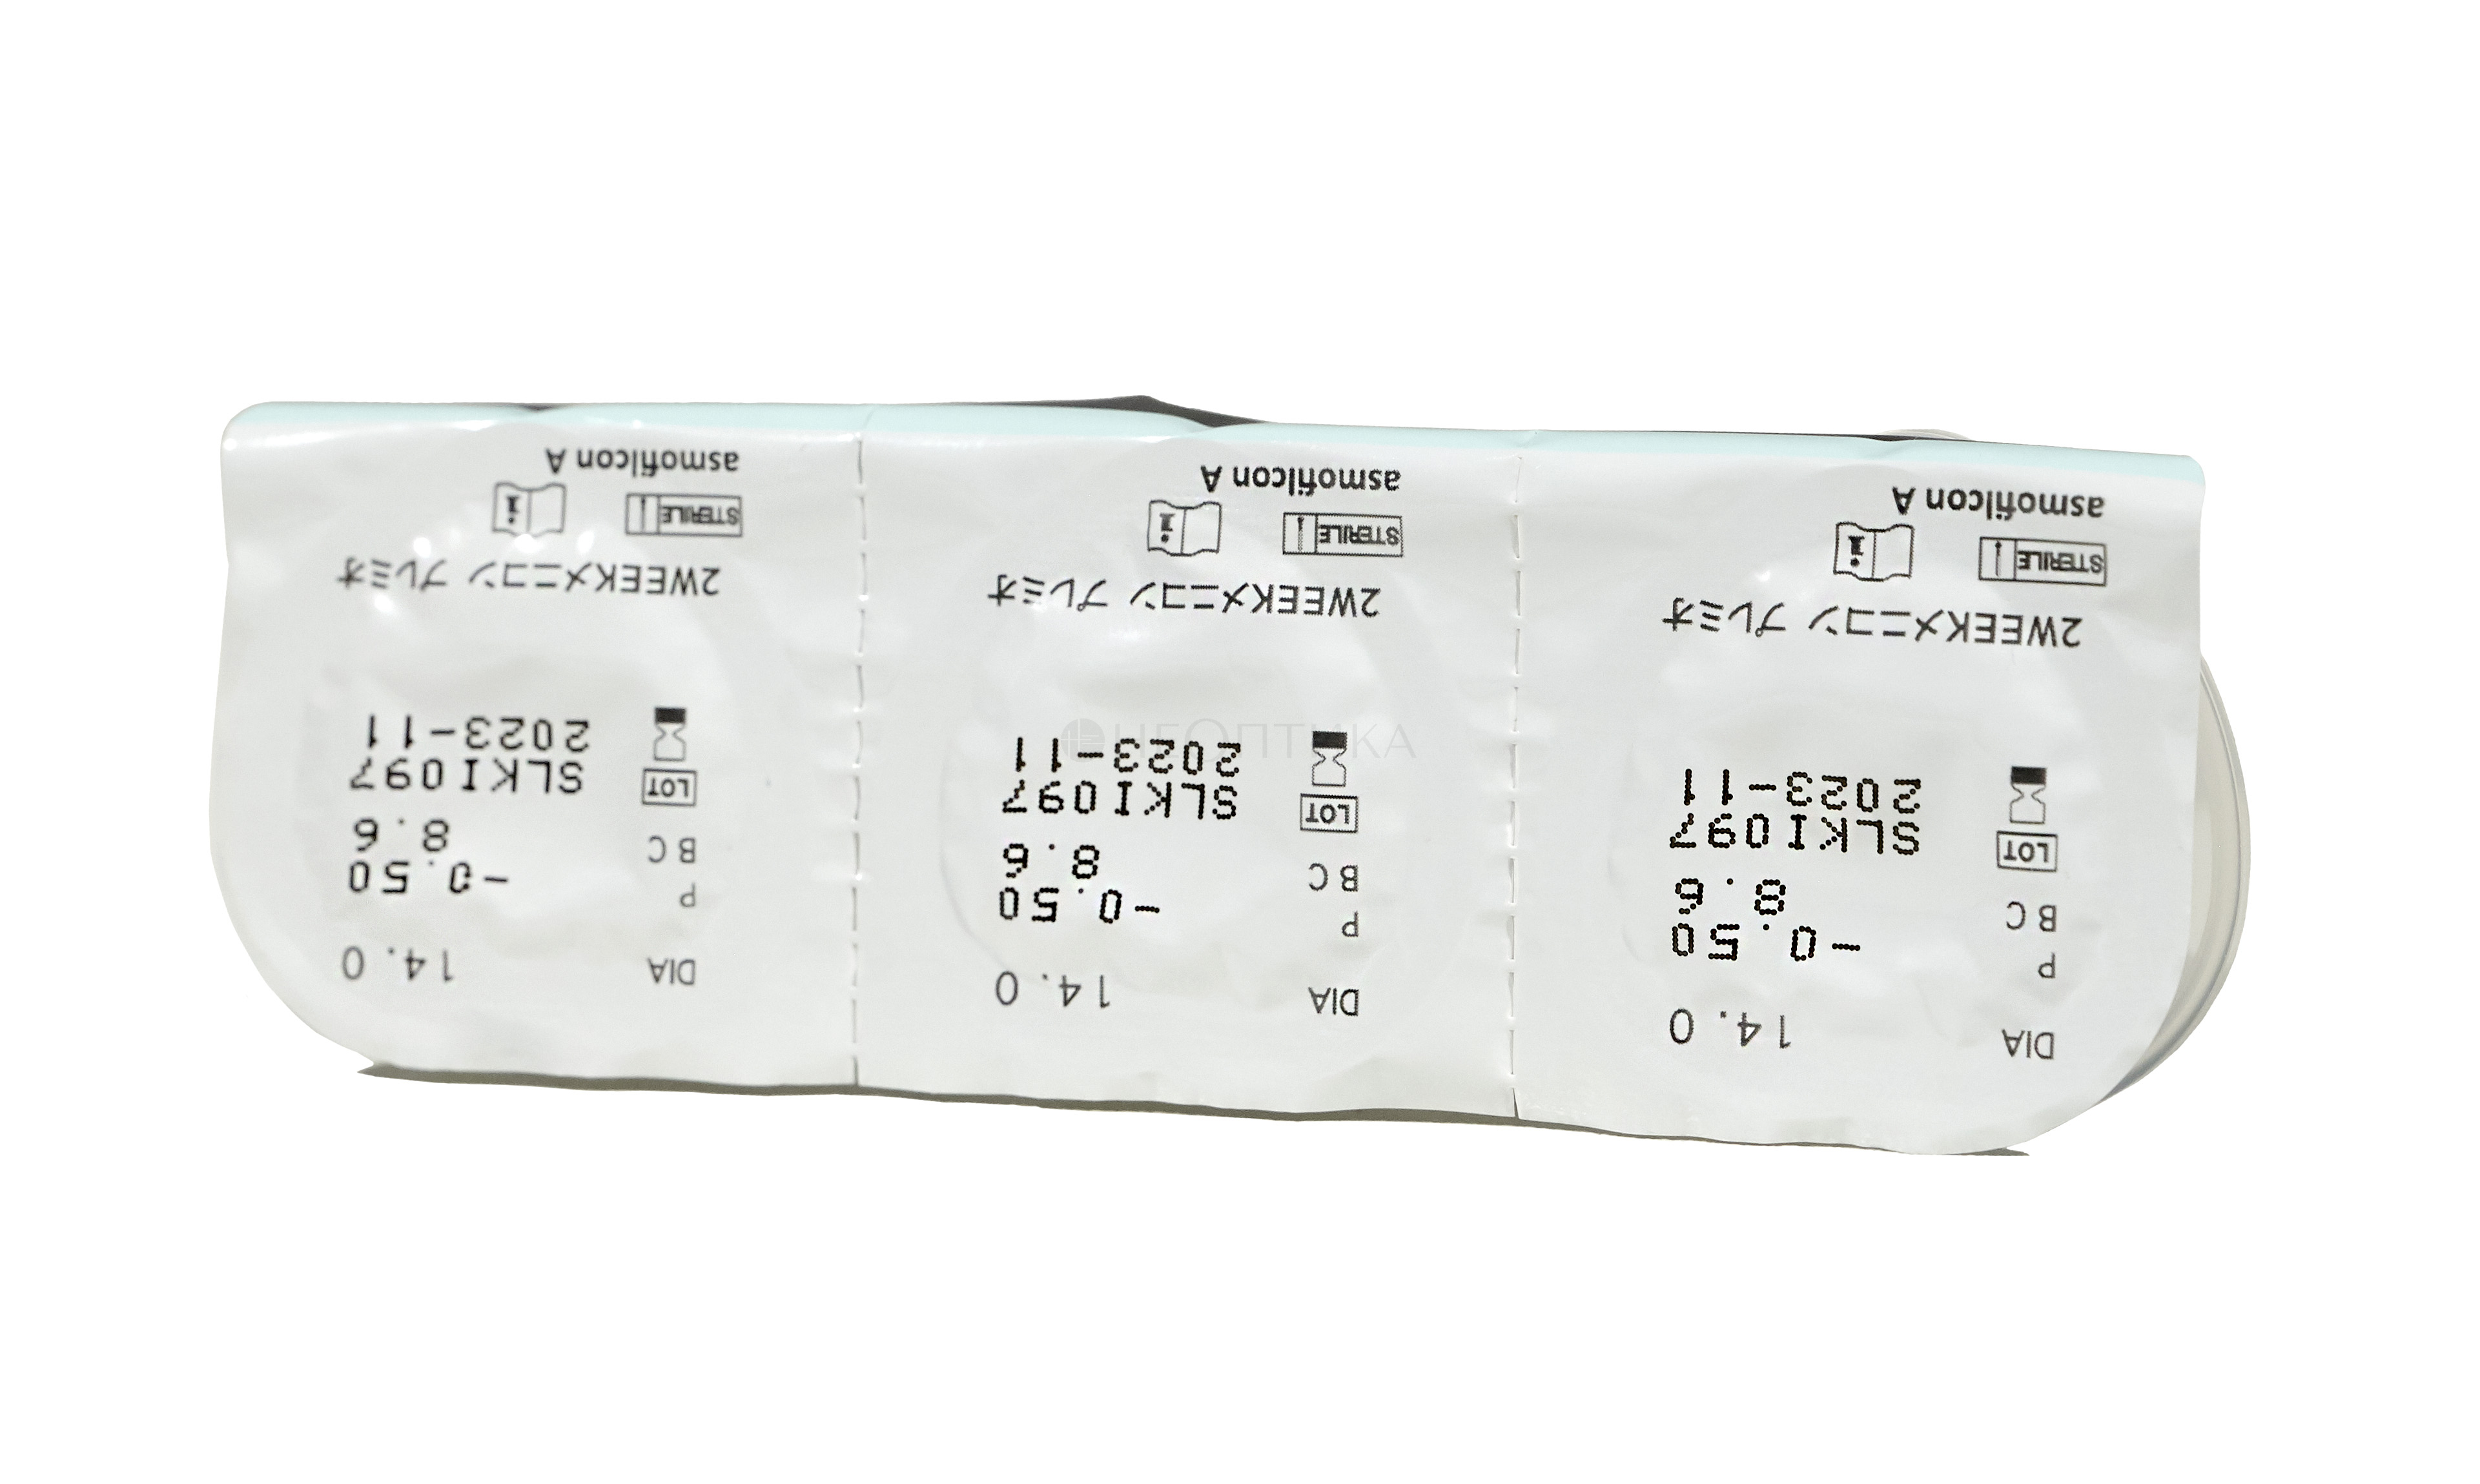 DIA 14.0
P -0.50
BC 8.6
LOT SLKI097
2023-11
2WEEKメニコン プレミオ
STERILE
asmofilcon A
DIA 14.0
P -0.50
BC 8.6
LOT SLKI097
2023-11
2WEEKメニコン プレミオ
STERILE
asmofilcon A
DIA 14.0
P -0.50
BC 8.6
LOT SLKI097
2023-11
2WEEKメニコン プレミオ
STERILE
asmofilcon A